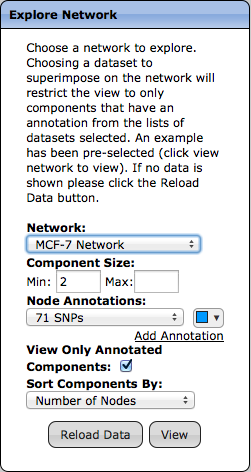 Explore Network
Choose a network to explore.
Choosing a dataset to
superimpose on the network will
restrict the view to only
components that have an
annotation from the lists of
datasets selected. An example
has been pre-selected (click view
network to view). If no data is
shown please click the Reload
Data button.
Network:
MCF-7 Network
Component Size:
Min: 2 Max:
Node Annotations:
71 SNPs
Add Annotation
View Only Annotated
Components:
Sort Components By:
Number of Nodes
Reload Data View